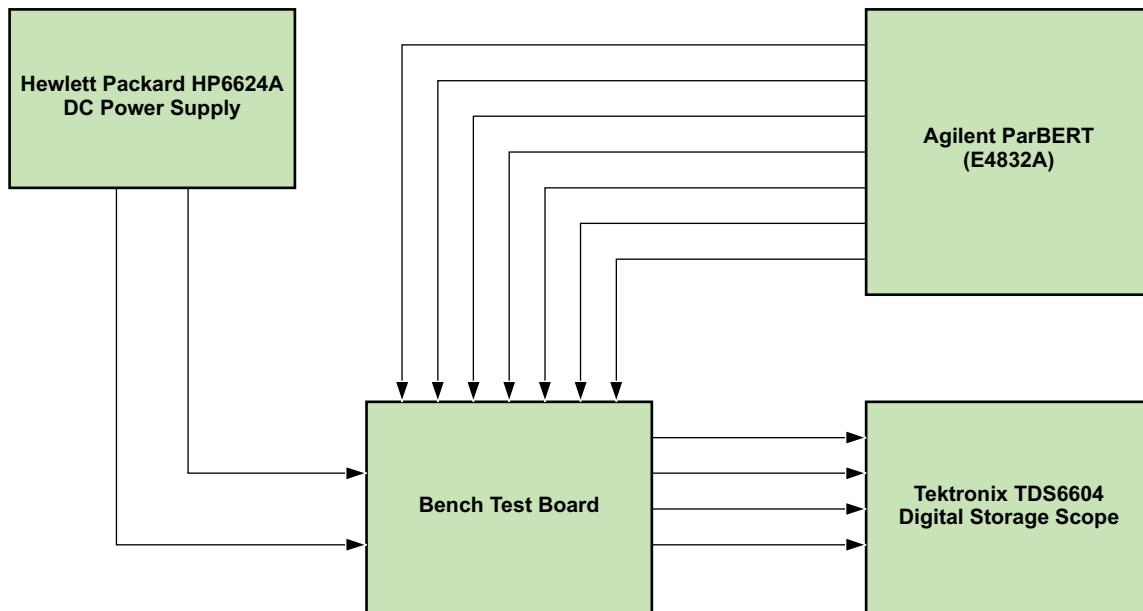 Hewlett Packard HP6624A
DC Power Supply
Agilent ParBERT
(E4832A)
Bench Test Board
Tektronix TDS6604
Digital Storage Scope